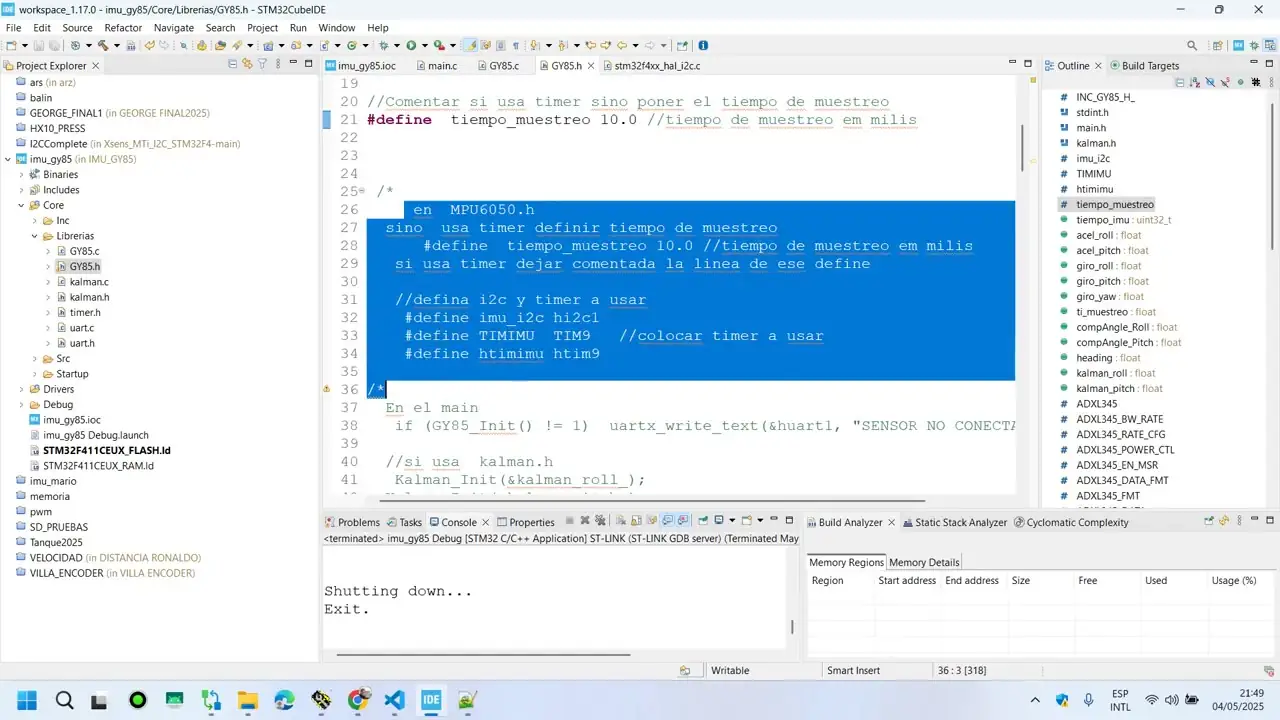 workspace_1.17.0 - imu_gy85/Core/Librerias/GY85.h - STM32CubeIDE
File Edit Source Refactor Navigate Search Project Run Window Help
Project Explorer
imu_gy85.ioc main.c GY85.c GY85.h stm32f4xx_hal_i2c.c
Outline Build Targets
ars (in arz)
balin
GEORGE_FINAL1 (in GEORGE FINAL2025)
HX10_PRESS
I2CComplete (in Xsens_MTi_I2C_STM32F4-main)
imu_gy85 (in IMU_GY85)
Binaries
Includes
Core
Inc
Librerias
GY85.c
GY85.h
kalman.c
kalman.h
timer.h
uart.c
uart.h
Src
Startup
Drivers
Debug
imu_gy85.ioc
imu_gy85 Debug.launch
STM32F411CEUX_FLASH.ld
STM32F411CEUX_RAM.ld
imu_mario
memoria
pwm
SD_PRUEBAS
Tanque2025
VELOCIDAD (in DISTANCIA RONALDO)
VILLA_ENCODER (in VILLA ENCODER)
19
20 //Comentar si usa timer sino poner el tiempo de muestreo
21 #define tiempo_muestreo 10.0 //tiempo de muestreo em milis
22
23
24
25 /*
26 en MPU6050.h
27 sino usa timer definir tiempo de muestreo
28 #define tiempo_muestreo 10.0 //tiempo de muestreo em milis
29 si usa timer dejar comentada la linea de ese define
30
31 //defina i2c y timer a usar
32 #define imu_i2c hi2c1
33 #define TIMIMU TIM9 //colocar timer a usar
34 #define htimimu htim9
35
36 /*
37 En el main
38 if (GY85_Init() != 1) uartx_write_text(&huart1, "SENSOR NO CONECTA
39
40 //si usa kalman.h
41 Kalman_Init(&kalman_roll_);
INC_GY85_H_
stdint.h
main.h
kalman.h
imu_i2c
TIMIMU
htimimu
tiempo_muestreo
tiempo_imu : uint32_t
acel_roll : float
acel_pitch : float
giro_roll : float
giro_pitch : float
giro_yaw : float
ti_muestreo : float
compAngle_Roll : float
compAngle_Pitch : float
heading : float
kalman_roll : float
kalman_pitch : float
ADXL345
ADXL345_BW_RATE
ADXL345_RATE_CFG
ADXL345_POWER_CTL
ADXL345_EN_MSR
ADXL345_DATA_FMT
ADXL345_FMT
Problems Tasks Console Properties
<terminated> imu_gy85 Debug [STM32 C/C++ Application] ST-LINK (ST-LINK GDB server) (Terminated May
Shutting down...
Exit.
Build Analyzer Static Stack Analyzer Cyclomatic Complexity
Memory Regions Memory Details
Region Start address End address Size Free Used Usage (%)
Writable Smart Insert 36 : 3 [318]
ESP
INTL
21:49
04/05/2025